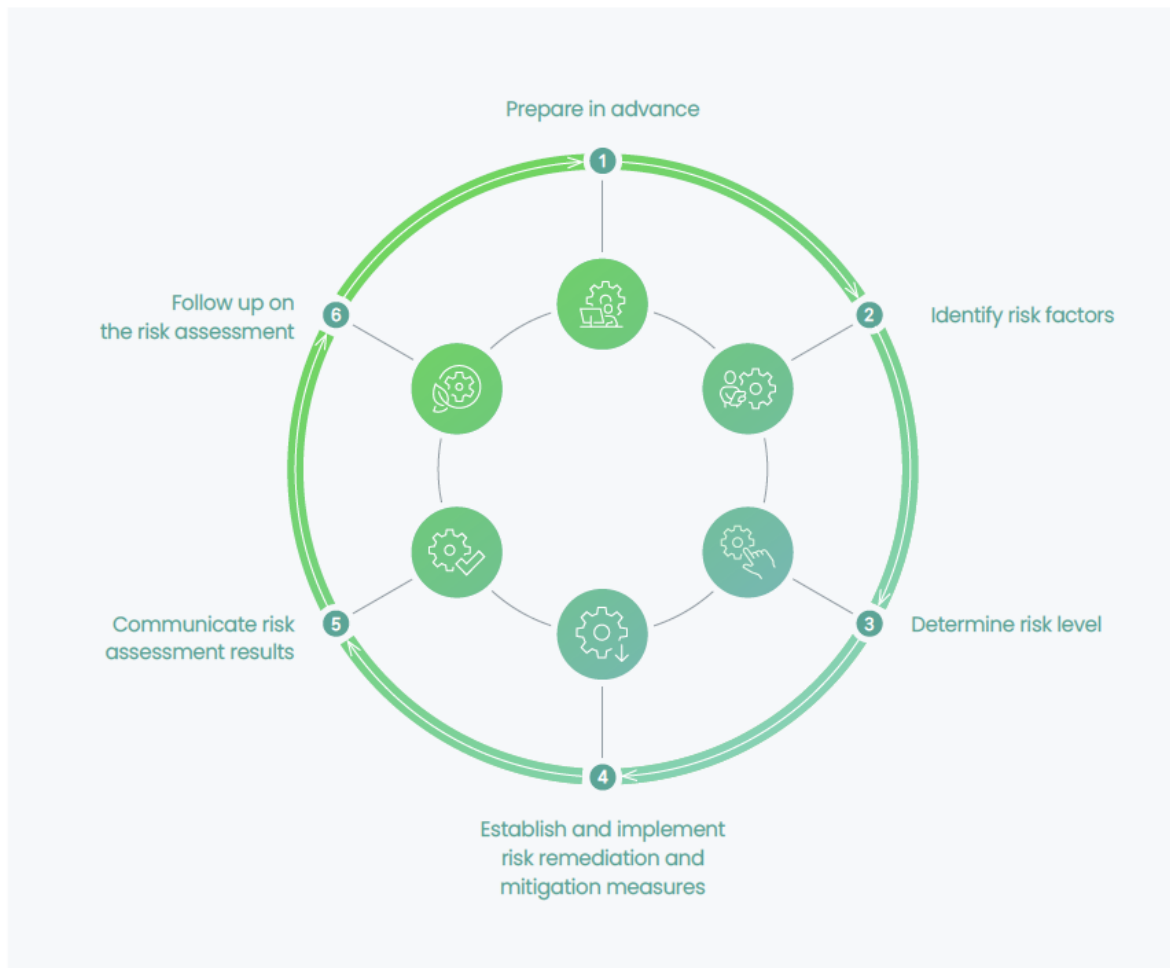 Prepare in advance
1
2
Identify risk factors
3
Determine risk level
4
Establish and implement
risk remediation and
mitigation measures
5
Communicate risk
assessment results
6
Follow up on
the risk assessment